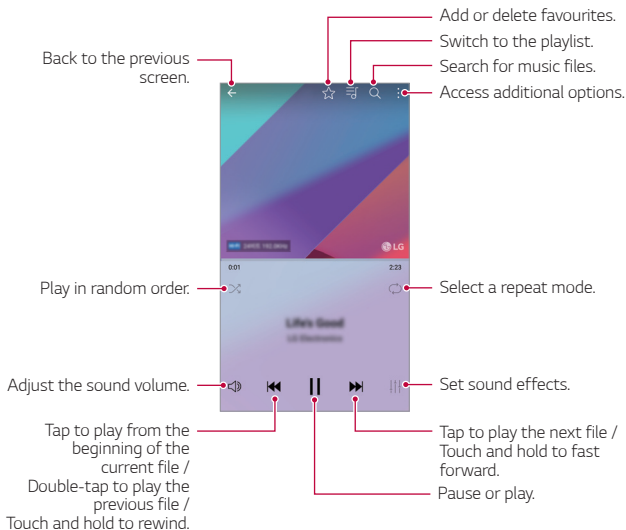 Add or delete favourites.
Switch to the playlist.
Search for music files.
Access additional options.
Back to the previous
screen.
LG
0:01
2:23
Play in random order.
Select a repeat mode.
Life's Good
LG Electronics
Adjust the sound volume.
Set sound effects.
Tap to play from the
beginning of the
current file /
Double-tap to play the
previous file /
Touch and hold to rewind.
Tap to play the next file /
Touch and hold to fast
forward.
Pause or play.